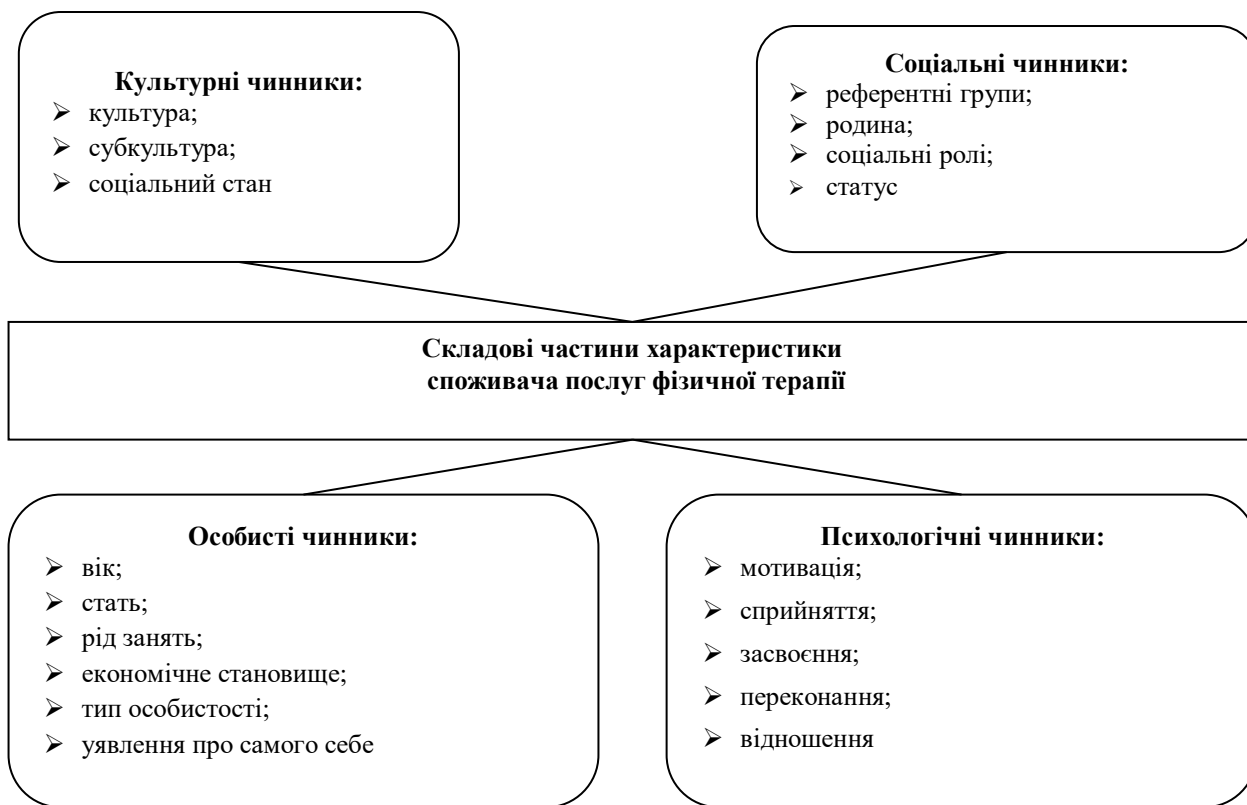 Культурні чинники:
➢ культура;
➢ субкультура;
➢ соціальний стан
Соціальні чинники:
➢ референтні групи;
➢ родина;
➢ соціальні ролі;
➢ статус
Складові частини характеристики
споживача послуг фізичної терапії
Особисті чинники:
➢ вік;
➢ стать;
➢ рід занять;
➢ економічне становище;
➢ тип особистості;
➢ уявлення про самого себе
Психологічні чинники:
➢ мотивація;
➢ сприйняття;
➢ засвоєння;
➢ переконання;
➢ відношення